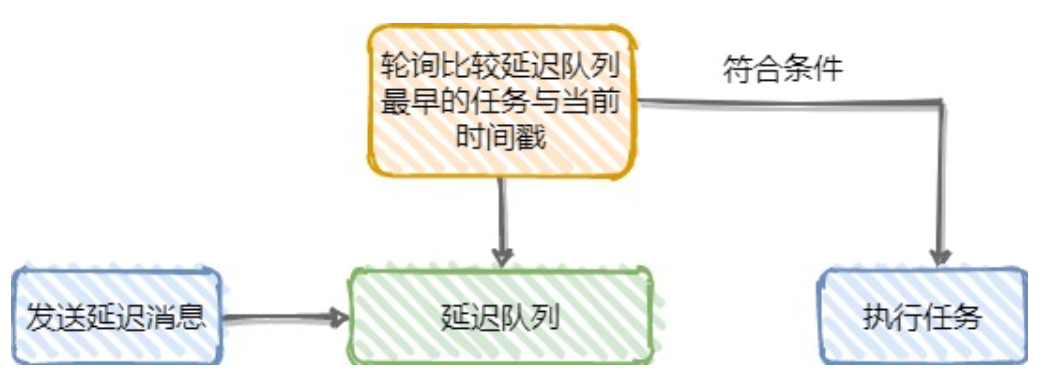 轮询比较延迟队列
最早的任务与当前
时间戳
符合条件
发送延迟消息
延迟队列
执行任务